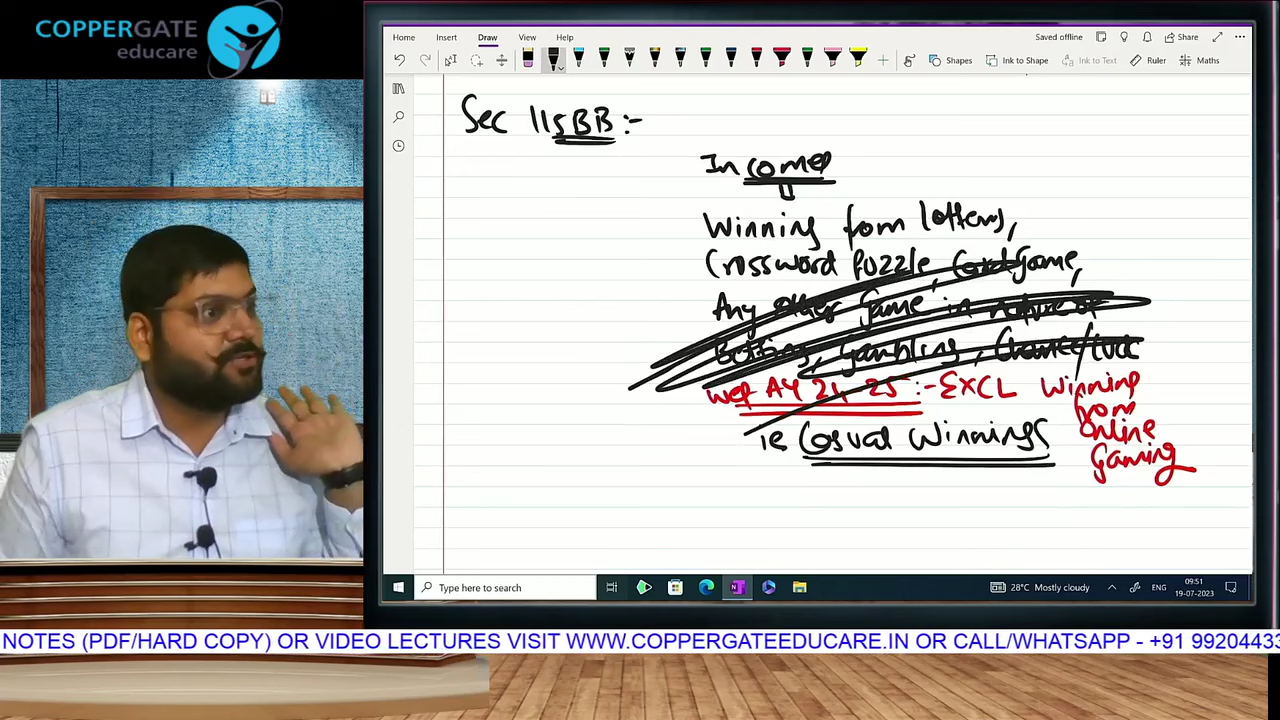 COPPERGATE
educare
Home Insert Draw View Help
Saved offline Share
Shapes Ink to Shape Ink to Text Ruler Maths
Sec 115BB :-
Income
Winning from lottery,
Crossword Puzzle, Card Game,
Any other Game in nature of
Betting, gambling, Chance/luck
wef AY 24-25 :- EXCL Winning
from
online
Gaming
ie Casual Winnings
Type here to search
28°C Mostly cloudy ENG 09:51
19-07-2023
NOTES (PDF/HARD COPY) OR VIDEO LECTURES VISIT WWW.COPPERGATEEDUCARE.IN OR CALL/WHATSAPP - +91 9920443